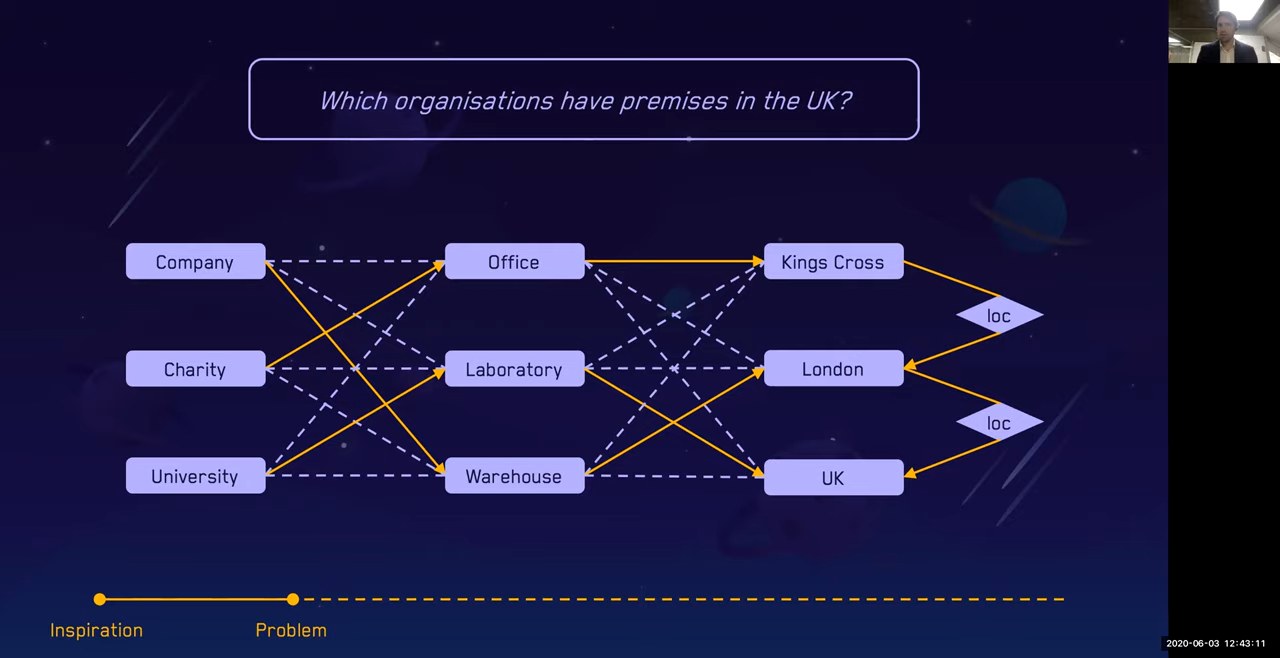 Which organisations have premises in the UK?
Company
Office
Kings Cross
loc
Charity
Laboratory
London
loc
University
Warehouse
UK
Inspiration
Problem
2020-06-03 12:43:11